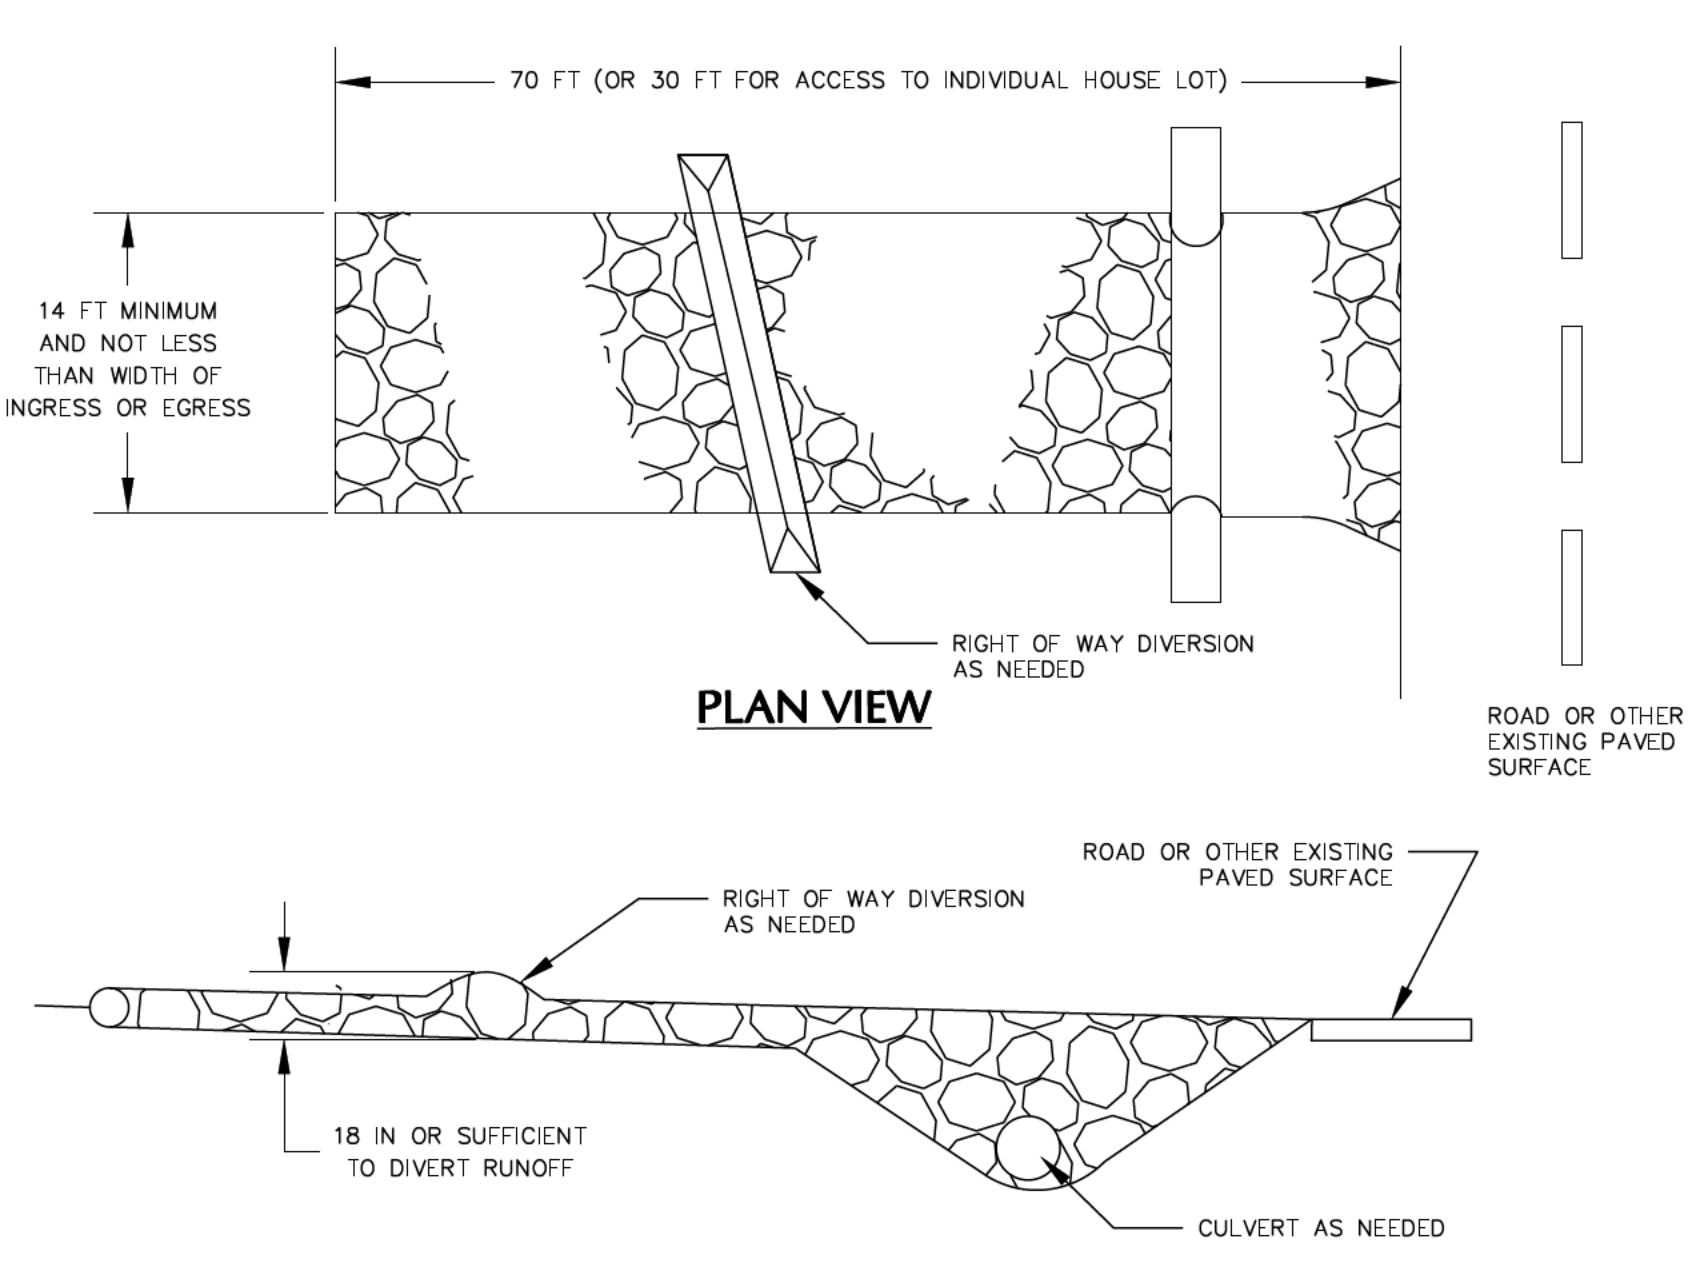 70 FT (OR 30 FT FOR ACCESS TO INDIVIDUAL HOUSE LOT)
14 FT MINIMUM
AND NOT LESS
THAN WIDTH OF
INGRESS OR EGRESS
RIGHT OF WAY DIVERSION
AS NEEDED
PLAN VIEW
ROAD OR OTHER
EXISTING PAVED
SURFACE
ROAD OR OTHER EXISTING
PAVED SURFACE
RIGHT OF WAY DIVERSION
AS NEEDED
18 IN OR SUFFICIENT
TO DIVERT RUNOFF
CULVERT AS NEEDED